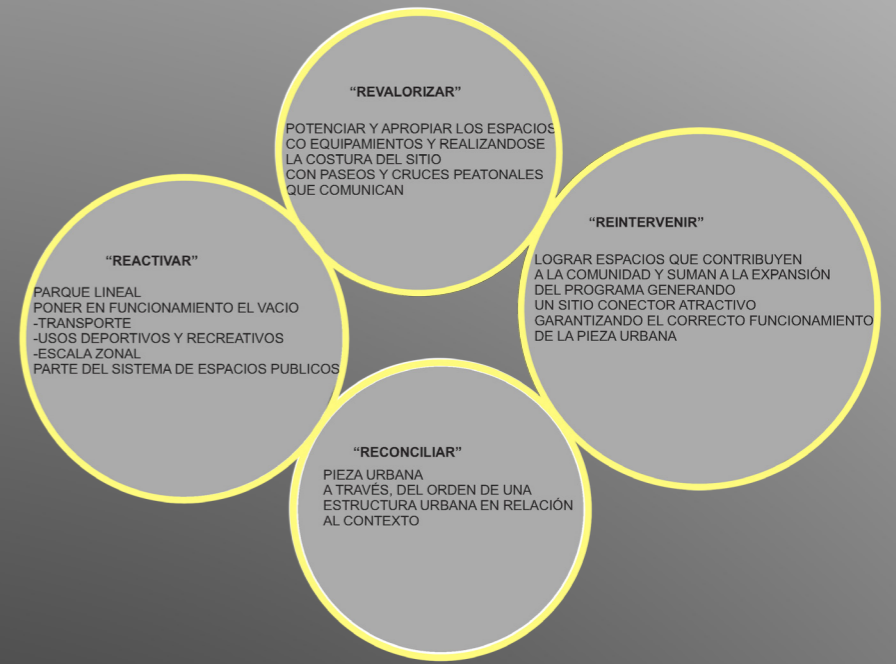 “REVALORIZAR”
POTENCIAR Y APROPIAR LOS ESPACIOS
CO EQUIPAMIENTOS Y REALIZANDOSE
LA COSTURA DEL SITIO
CON PASEOS Y CRUCES PEATONALES
QUE COMUNICAN
“REACTIVAR”
PARQUE LINEAL
PONER EN FUNCIONAMIENTO EL VACIO
-TRANSPORTE
-USOS DEPORTIVOS Y RECREATIVOS
-ESCALA ZONAL
PARTE DEL SISTEMA DE ESPACIOS PUBLICOS
“REINTERVENIR”
LOGRAR ESPACIOS QUE CONTRIBUYEN
A LA COMUNIDAD Y SUMAN A LA EXPANSIÓN
DEL PROGRAMA GENERANDO
UN SITIO CONECTOR ATRACTIVO
GARANTIZANDO EL CORRECTO FUNCIONAMIENTO
DE LA PIEZA URBANA
“RECONCILIAR”
PIEZA URBANA
A TRAVÉS, DEL ORDEN DE UNA
ESTRUCTURA URBANA EN RELACIÓN
AL CONTEXTO